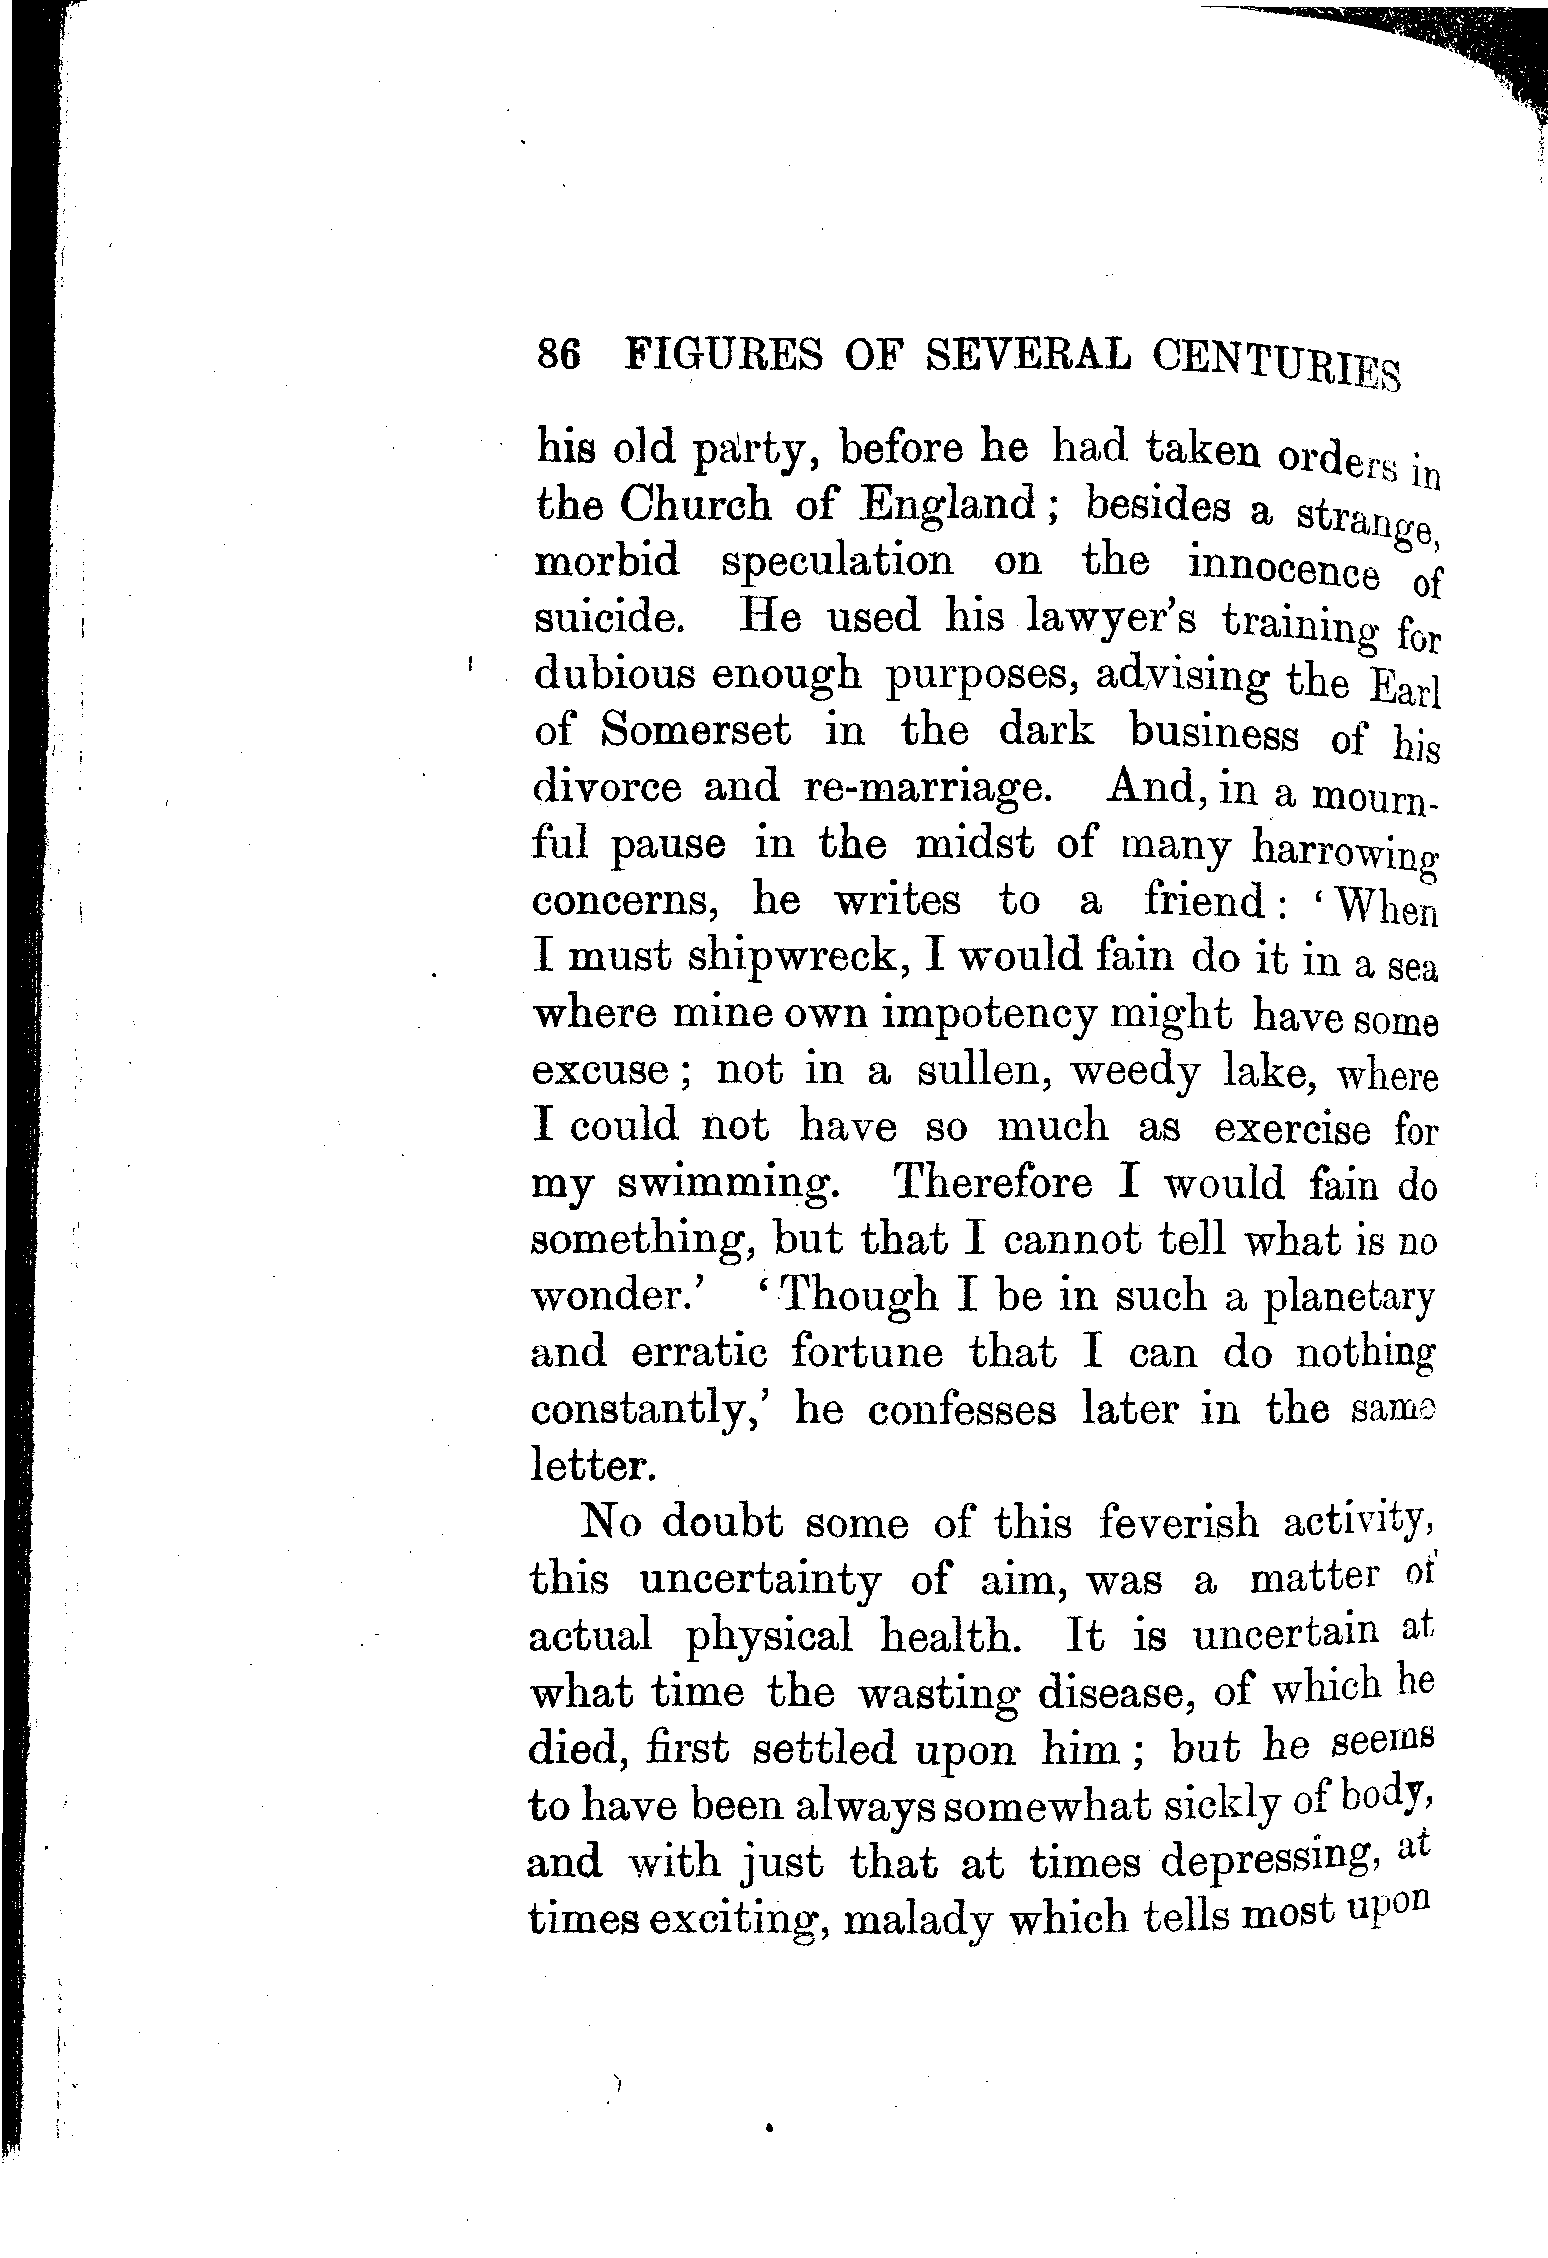 86 FIGURES OF SEVERAL CENTURIES
his old party, before he had taken orders in
the Church of England ; besides a strange,
morbid speculation on the innocence of
suicide. He used his lawyer's training for
dubious enough purposes, advising the Earl
of Somerset in the dark business of his
divorce and re-marriage. And, in a mourn-
ful pause in the midst of many harrowing
concerns, he writes to a friend : ‘ When
I must shipwreck, I would fain do it in a sea
where mine own impotency might have some
excuse ; not in a sullen, weedy lake, where
I could not have so much as exercise for
my swimming. Therefore I would fain do
something, but that I cannot tell what is no
wonder.’ ‘ Though I be in such a planetary
and erratic fortune that I can do nothing
constantly,’ he confesses later in the same
letter.
No doubt some of this feverish activity,
this uncertainty of aim, was a matter of
actual physical health. It is uncertain at
what time the wasting disease, of which he
died, first settled upon him ; but he seems
to have been always somewhat sickly of body,
and with just that at times depressing, at
times exciting, malady which tells most upon